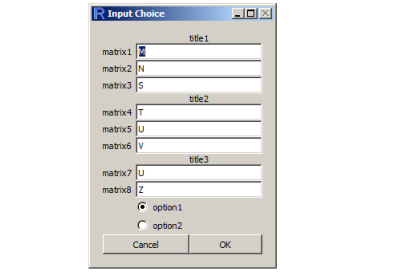 Input Choice
title1
matrix1 M
matrix2 N
matrix3 S
title2
matrix4 T
matrix5 U
matrix6 V
title3
matrix7 U
matrix8 Z
option1
option2
Cancel OK